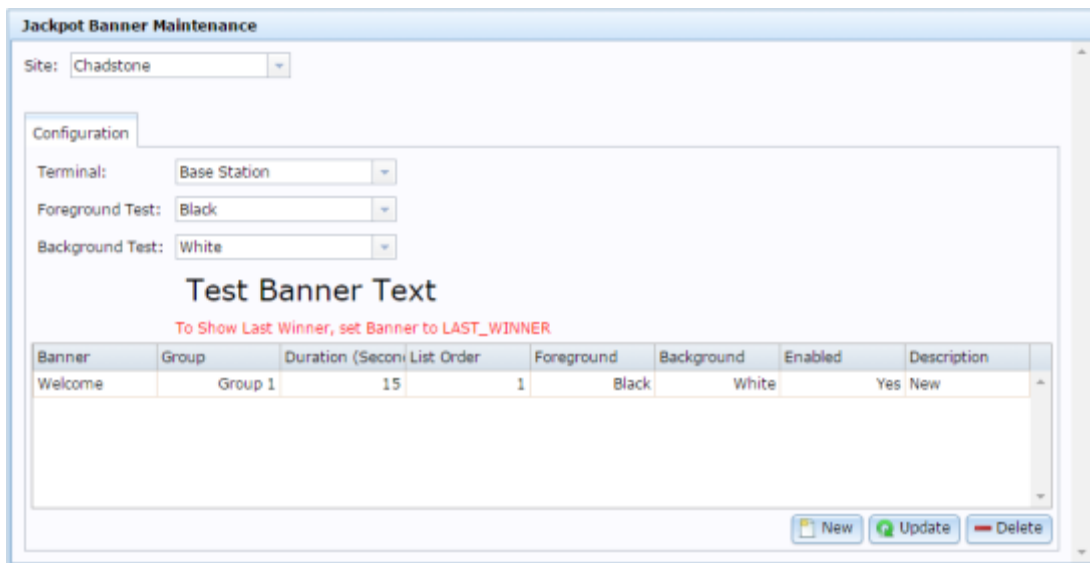 Jackpot Banner Maintenance
Site: Chadstone
Configuration
Terminal: Base Station
Foreground Test: Black
Background Test: White
Test Banner Text
To Show Last Winner, set Banner to LAST_WINNER
Banner Group Duration (Secon List Order Foreground Background Enabled Description
Welcome Group 1 15 1 Black White Yes New
New Update Delete